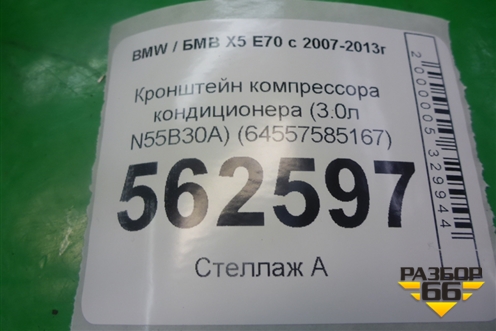 BMW / БМВ X5 E70 с 2007-2013г
Кронштейн компрессора
кондиционера (3.0л
N55B30A) (64557585167)
562597
Стеллаж А
2000005329944
РАЗБОР
66